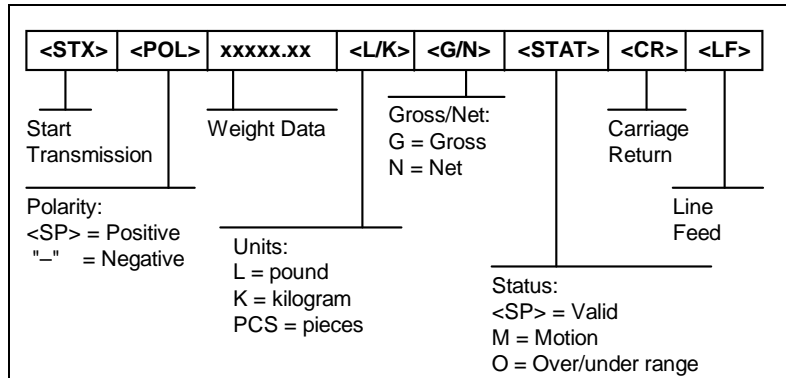 <STX> <POL> xxxxx.xx <L/K> <G/N> <STAT> <CR> <LF>
Start
Transmission
Weight Data
Gross/Net:
G = Gross
N = Net
Carriage
Return
Polarity:
<SP> = Positive
"–" = Negative
Units:
L = pound
K = kilogram
PCS = pieces
Line
Feed
Status:
<SP> = Valid
M = Motion
O = Over/under range